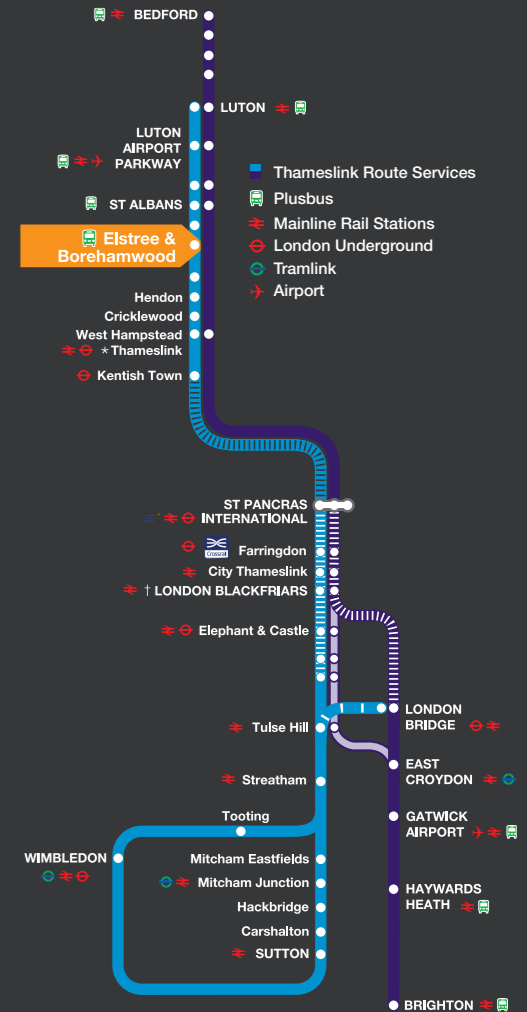 BEDFORD
LUTON
LUTON
AIRPORT
PARKWAY
Thameslink Route Services
Plusbus
Mainline Rail Stations
London Underground
Tramlink
Airport
ST ALBANS
Elstree &
Borehamwood
Hendon
Cricklewood
West Hampstead
*Thameslink
Kentish Town
ST PANCRAS
INTERNATIONAL
Crossrail
Farringdon
City Thameslink
† LONDON BLACKFRIARS
Elephant & Castle
LONDON
BRIDGE
Tulse Hill
EAST
CROYDON
Streatham
GATWICK
AIRPORT
Tooting
WIMBLEDON
Mitcham Eastfields
Mitcham Junction
HAYWARDS
HEATH
Hackbridge
Carshalton
SUTTON
BRIGHTON